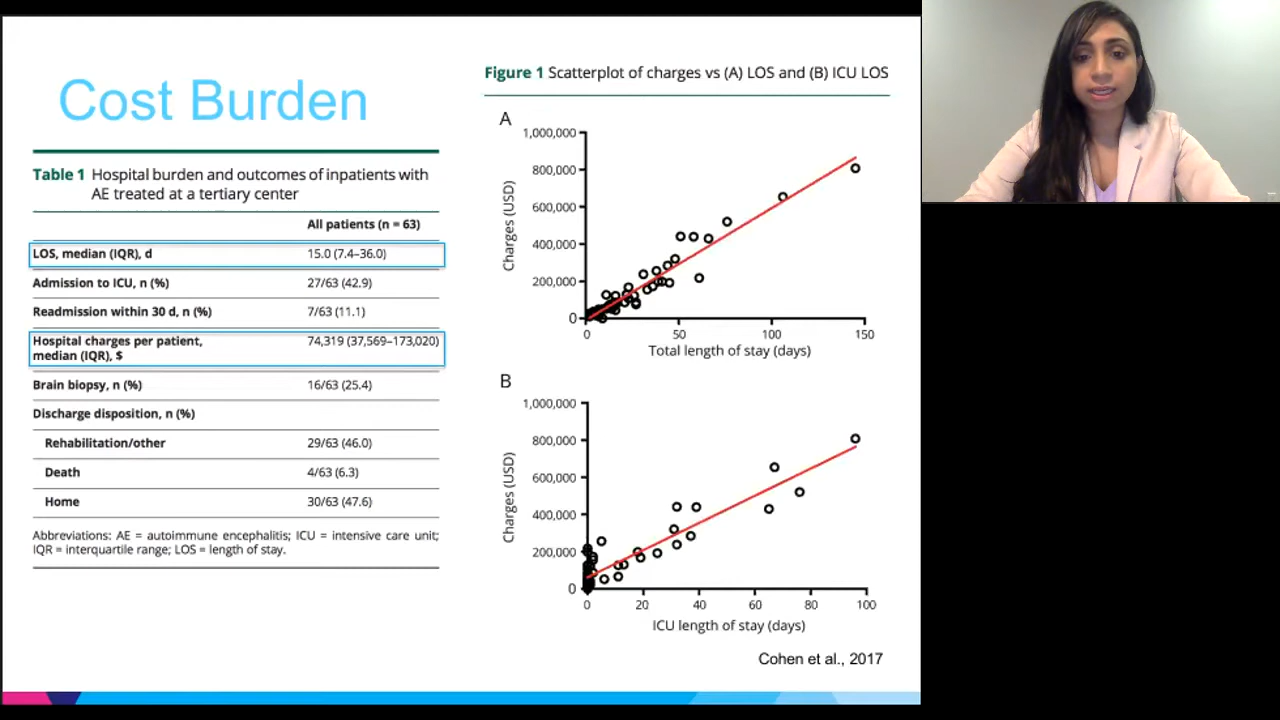 Cost Burden
Table 1 Hospital burden and outcomes of inpatients with
AE treated at a tertiary center
All patients (n = 63)
LOS, median (IQR), d 15.0 (7.4–36.0)
Admission to ICU, n (%) 27/63 (42.9)
Readmission within 30 d, n (%) 7/63 (11.1)
Hospital charges per patient, 74,319 (37,569–173,020)
median (IQR), $
Brain biopsy, n (%) 16/63 (25.4)
Discharge disposition, n (%)
Rehabilitation/other 29/63 (46.0)
Death 4/63 (6.3)
Home 30/63 (47.6)
Abbreviations: AE = autoimmune encephalitis; ICU = intensive care unit;
IQR = interquartile range; LOS = length of stay.
Figure 1 Scatterplot of charges vs (A) LOS and (B) ICU LOS
A
1,000,000
800,000
600,000
400,000
200,000
0
Charges (USD)
0 50 100 150
Total length of stay (days)
B
1,000,000
800,000
600,000
400,000
200,000
0
Charges (USD)
0 20 40 60 80 100
ICU length of stay (days)
Cohen et al., 2017